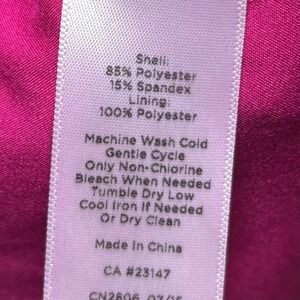 Shell:
85% Polyester
15% Spandex
Lining:
100% Polyester
Machine Wash Cold
Gentle Cycle
Only Non-Chlorine
Bleach When Needed
Tumble Dry Low
Cool Iron If Needed
Or Dry Clean
Made In China
CA #23147
CN2806